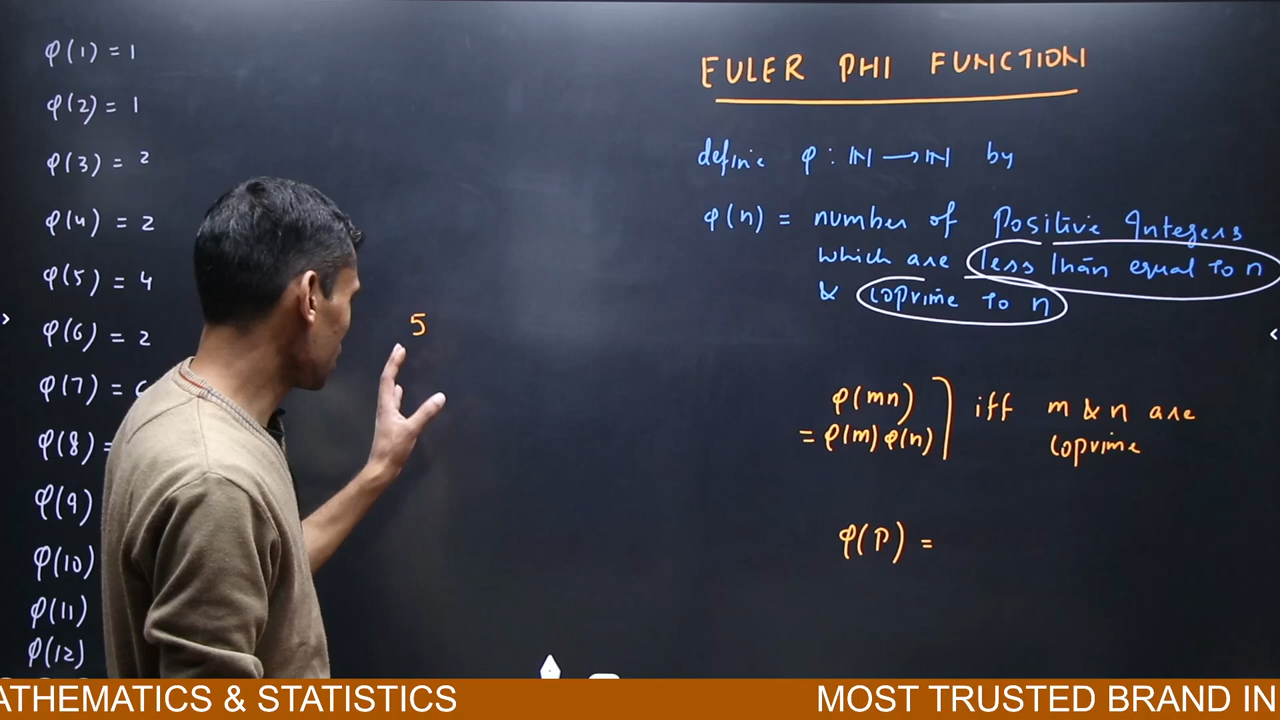 φ(1) = 1
φ(2) = 1
φ(3) = 2
φ(4) = 2
φ(5) = 4
φ(6) = 2
φ(7) =
φ(8) =
φ(9)
φ(10)
φ(11)
φ(12)
5
EULER PHI FUNCTION
define φ : ℕ → ℕ by
φ(n) = number of Positive Integers
which are less than equal to n
& coprime to n
φ(mn)
= φ(m) φ(n) ] iff m & n are
coprime
φ(P) =
ATHEMATICS & STATISTICS
MOST TRUSTED BRAND IN